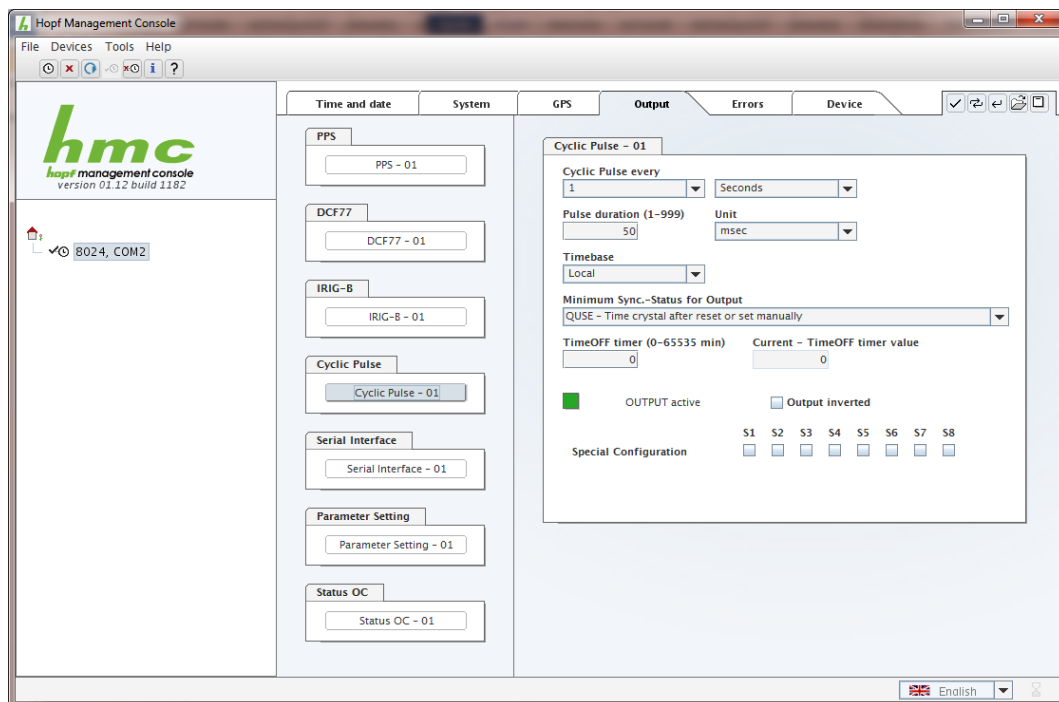 Hopf Management Console
File Devices Tools Help
hmc
hopf management console
version 01.12 build 1182
8024, COM2
Time and date System GPS Output Errors Device
PPS
PPS - 01
DCF77
DCF77 - 01
IRIG-B
IRIG-B - 01
Cyclic Pulse
Cyclic Pulse - 01
Serial Interface
Serial Interface - 01
Parameter Setting
Parameter Setting - 01
Status OC
Status OC - 01
Cyclic Pulse - 01
Cyclic Pulse every
1 Seconds
Pulse duration (1-999) Unit
50 msec
Timebase
Local
Minimum Sync.-Status for Output
QUSE - Time crystal after reset or set manually
TimeOFF timer (0-65535 min) Current - TimeOFF timer value
0 0
OUTPUT active Output inverted
S1 S2 S3 S4 S5 S6 S7 S8
Special Configuration
English